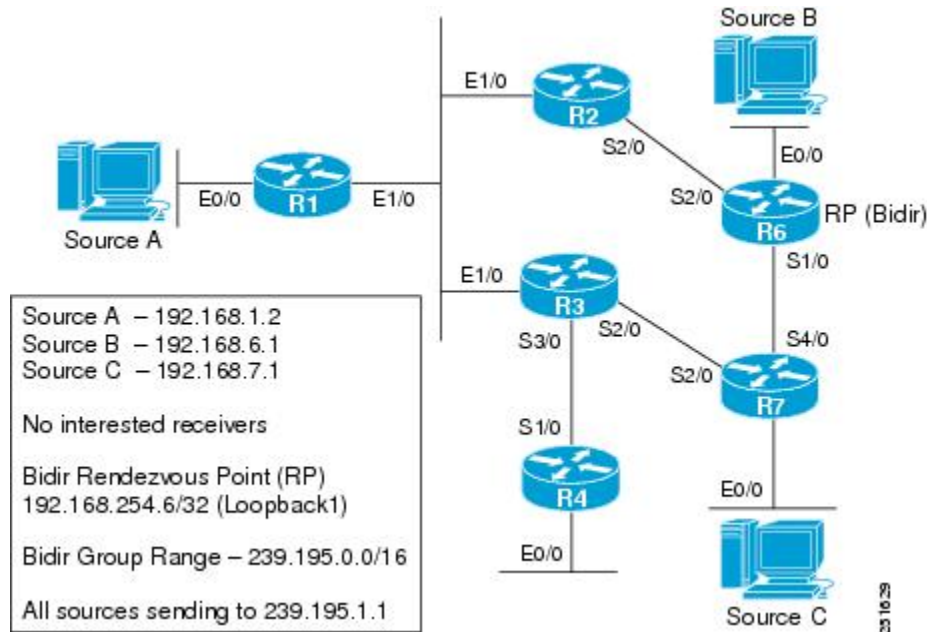 Source B
E1/0
R2
S2/0
E0/0
S2/0
R6
RP (Bidir)
E0/0
R1
E1/0
Source A
S1/0
E1/0
R3
S3/0
S2/0
S4/0
S2/0
R7
S1/0
R4
E0/0
E0/0
Source C
Source A – 192.168.1.2
Source B – 192.168.6.1
Source C – 192.168.7.1
No interested receivers
Bidir Rendezvous Point (RP)
192.168.254.6/32 (Loopback1)
Bidir Group Range – 239.195.0.0/16
All sources sending to 239.195.1.1